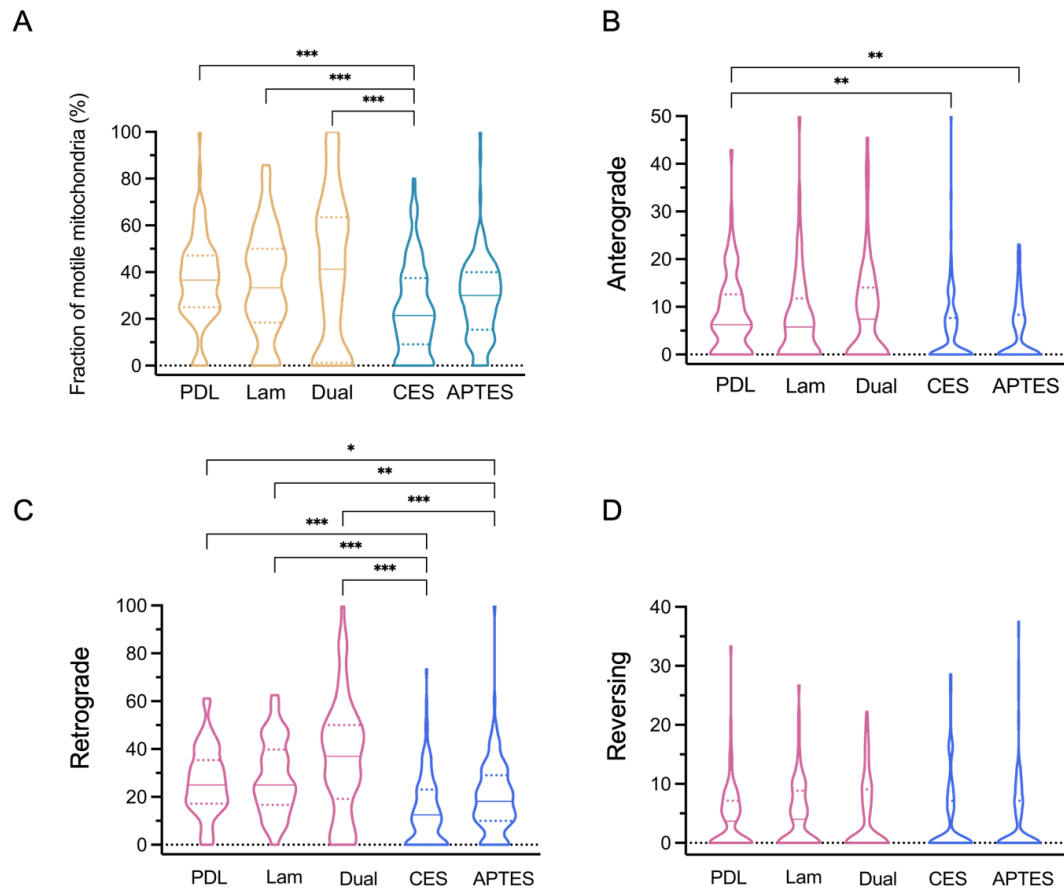 A
***
***
***
Fraction of motile mitochondria (%)
100
80
60
40
20
0
PDL Lam Dual CES APTES
B
**
**
Anterograde
50
40
30
20
10
0
PDL Lam Dual CES APTES
C
*
**
***
***
***
***
Retrograde
100
80
60
40
20
0
PDL Lam Dual CES APTES
D
Reversing
40
30
20
10
0
PDL Lam Dual CES APTES